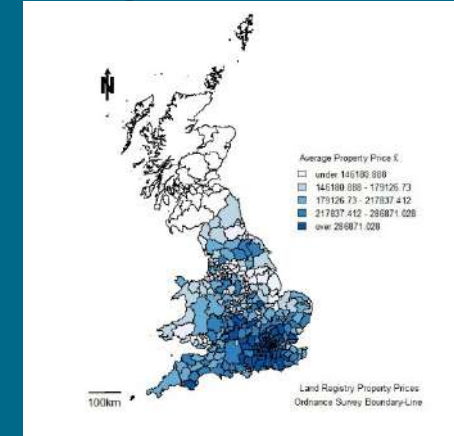 N
Average Property Price £
under 146180.888
146180.888 - 179126.73
179126.73 - 217837.412
217837.412 - 286871.028
over 286871.028
100km
Land Registry Property Prices
Ordnance Survey Boundary-Line